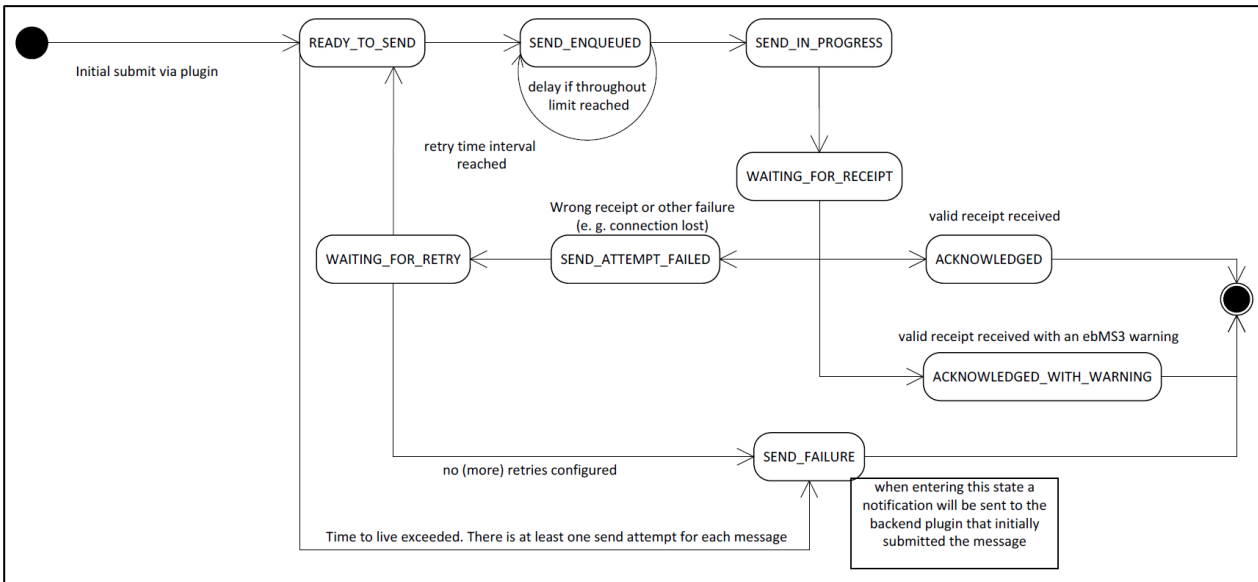 READY_TO_SEND
SEND_ENQUEUED
SEND_IN_PROGRESS
Initial submit via plugin
delay if throughout
limit reached
retry time interval
reached
WAITING_FOR_RECEIPT
Wrong receipt or other failure
(e. g. connection lost)
valid receipt received
WAITING_FOR_RETRY
SEND_ATTEMPT_FAILED
ACKNOWLEDGED
valid receipt received with an ebMS3 warning
ACKNOWLEDGED_WITH_WARNING
SEND_FAILURE
no (more) retries configured
when entering this state a
notification will be sent to the
backend plugin that initially
submitted the message
Time to live exceeded. There is at least one send attempt for each message